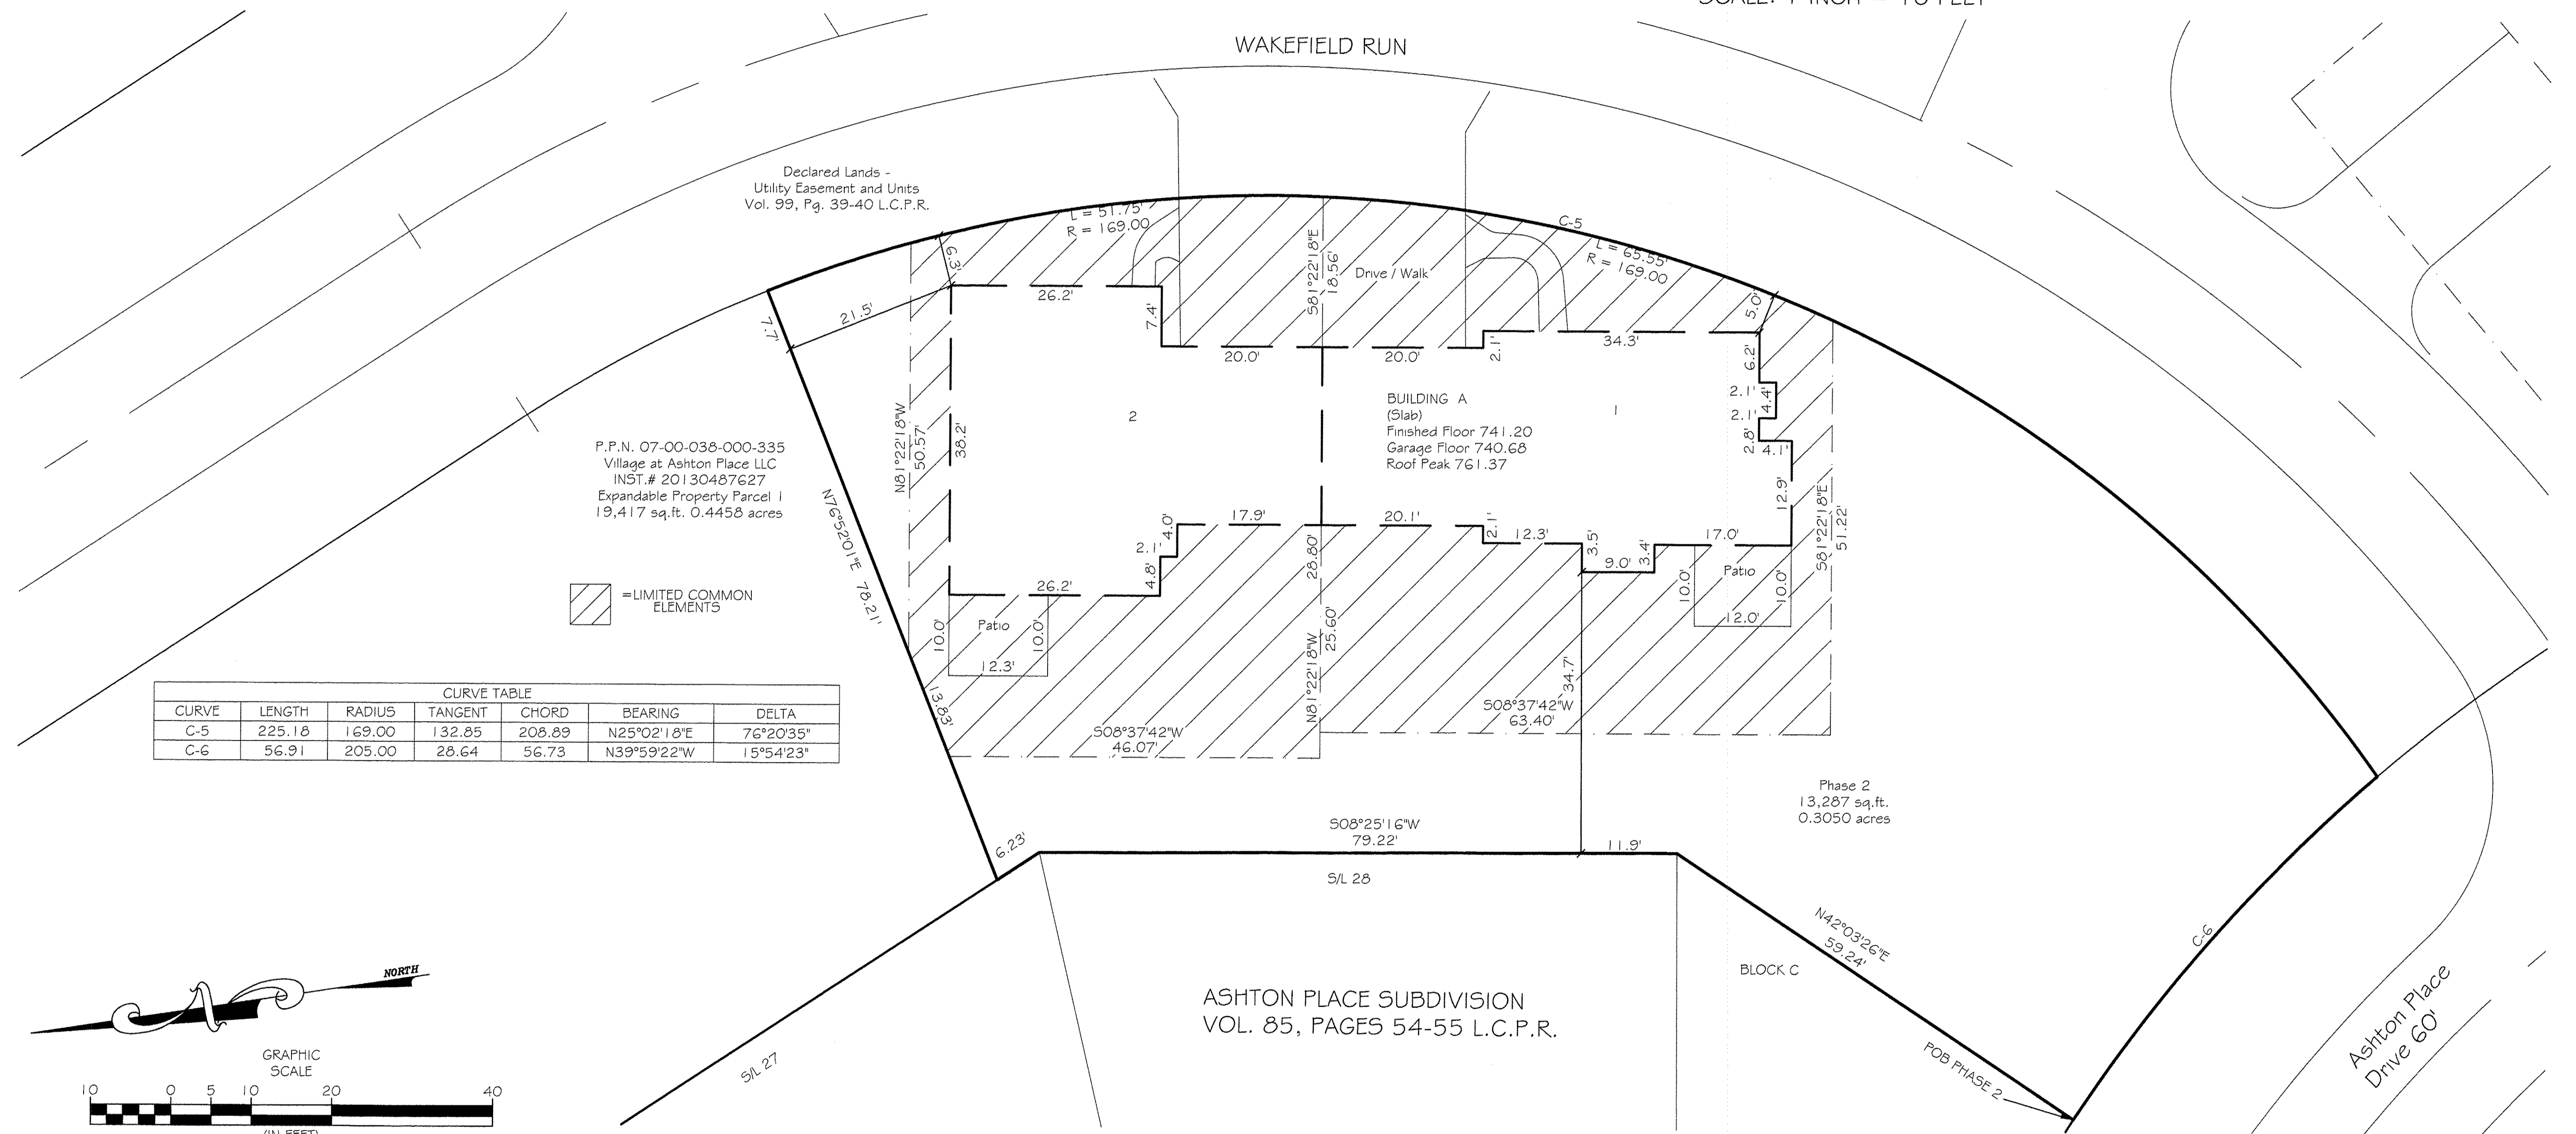 WAKEFIELD RUN
Declared Lands -
Utility Easement and Units
Vol. 99, Pg. 39-40 L.C.P.R.
L = 51.75'
R = 169.00
C-5
L = 65.55'
R = 169.00
6.3'
S81°22'18"E
18.56'
Drive / Walk
5.0'
7.7'
21.5'
26.2'
7.4'
20.0'
20.0'
2.1'
34.3'
6.2'
2.1'
4.4'
2.1'
2.8'
4.1'
12.9'
N81°22'18"W
50.57'
38.2'
2
BUILDING A
(Slab)
Finished Floor 741.20
Garage Floor 740.68
Roof Peak 761.37
1
P.P.N. 07-00-038-000-335
Village at Ashton Place LLC
INST.# 20130487627
Expandable Property Parcel 1
19,417 sq.ft. 0.4458 acres
N76°52'01"E 78.21'
S81°22'18"E
51.22'
17.9'
4.0'
2.1'
4.8'
26.2'
28.80'
20.1'
2.1'
12.3'
3.5'
9.0'
3.4'
17.0'
=LIMITED COMMON
ELEMENTS
10.0'
Patio
10.0'
12.3'
N81°22'18"W
25.60'
10.0'
Patio
10.0'
12.0'
34.7'
13.83'
S08°37'42"W
46.07'
S08°37'42"W
63.40'
CURVE TABLE
CURVE LENGTH RADIUS TANGENT CHORD BEARING DELTA
C-5 225.18 169.00 132.85 208.89 N25°02'18"E 76°20'35"
C-6 56.91 205.00 28.64 56.73 N39°59'22"W 15°54'23"
Phase 2
13,287 sq.ft.
0.3050 acres
6.23'
S08°25'16"W
79.22'
11.9'
S/L 28
N42°03'26"E
59.24'
C-6
BLOCK C
ASHTON PLACE SUBDIVISION
VOL. 85, PAGES 54-55 L.C.P.R.
S/L 27
POB PHASE 2
Ashton Place
Drive 60'
NORTH
GRAPHIC
SCALE
10 0 5 10 20 40